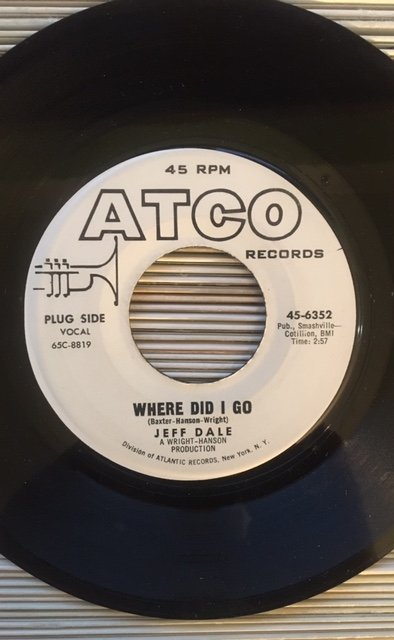 45 RPM
ATCO
RECORDS
PLUG SIDE
VOCAL
65C-8819
45-6352
Pub., Smashville-
Cotillion, BMI
Time: 2:57
WHERE DID I GO
(Baxter-Hanson-Wright)
JEFF DALE
A WRIGHT-HANSON
PRODUCTION
Division of ATLANTIC RECORDS, New York, N. Y.